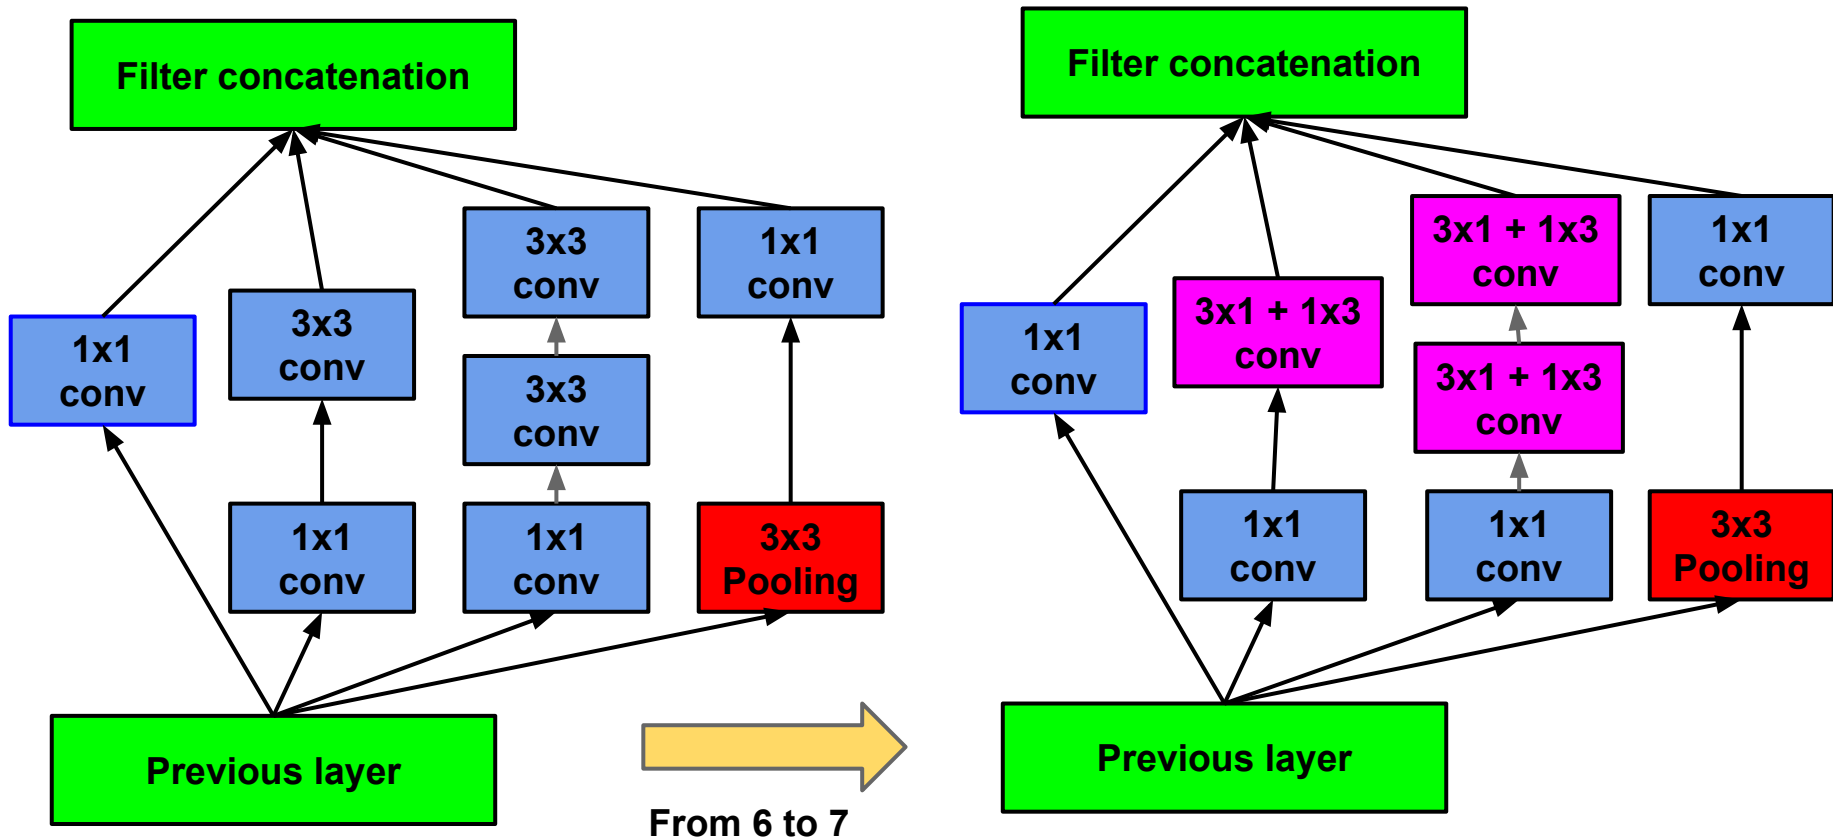 Filter concatenation
3x3
conv
1x1
conv
3x3
conv
1x1
conv
3x3
conv
1x1
conv
1x1
conv
3x3
Pooling
Previous layer
From 6 to 7
Filter concatenation
3x1 + 1x3
conv
1x1
conv
3x1 + 1x3
conv
1x1
conv
3x1 + 1x3
conv
1x1
conv
1x1
conv
3x3
Pooling
Previous layer